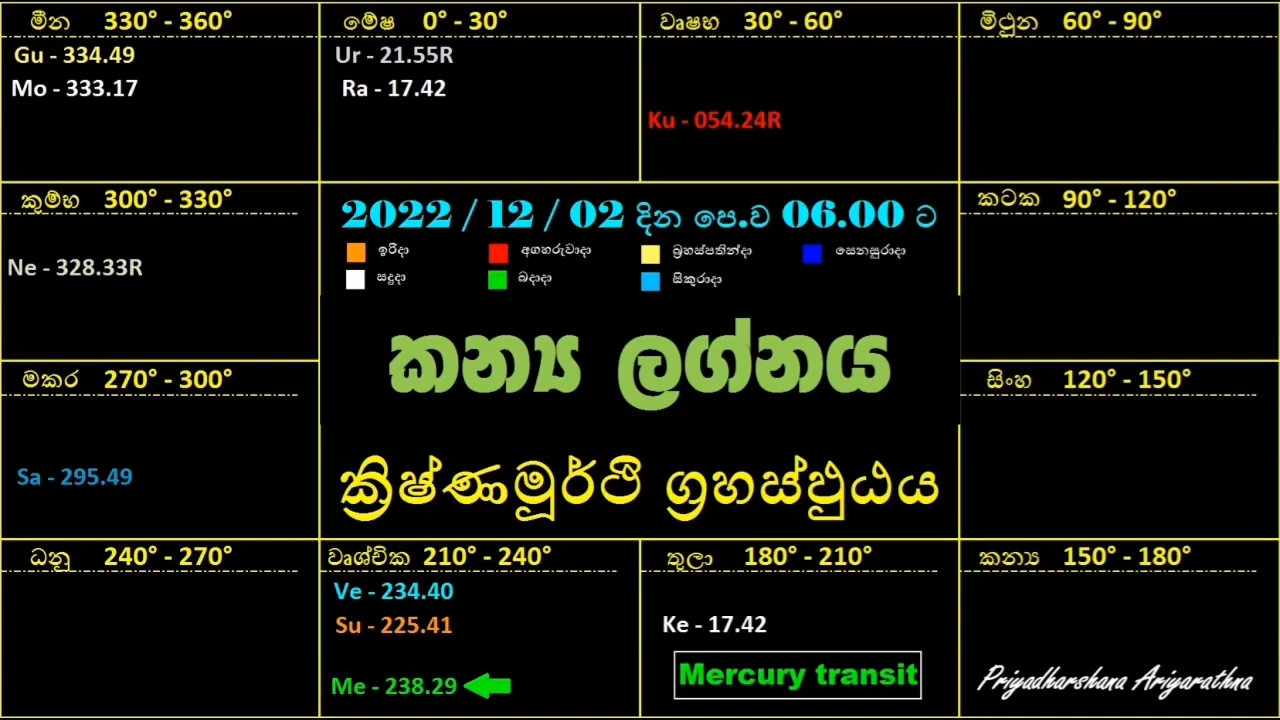 මීන 330° - 360°
Gu - 334.49
Mo - 333.17
මේෂ 0° - 30°
Ur - 21.55R
Ra - 17.42
වෘෂභ 30° - 60°
Ku - 054.24R
මිථුන 60° - 90°
කුම්භ 300° - 330°
Ne - 328.33R
2022 / 12 / 02 දින පෙ.ව 06.00 ට
ඉරිදා අගහරුවාදා බ්‍රහස්පතින්දා සෙනසුරාදා
සඳුදා බදාදා සිකුරාදා
කන්‍ය ලග්නය
ක්‍රිෂ්ණමූර්ථි ග්‍රහස්ඵුඨය
කටක 90° - 120°
මකර 270° - 300°
Sa - 295.49
සිංහ 120° - 150°
ධනු 240° - 270°
වෘශ්චික 210° - 240°
Ve - 234.40
Su - 225.41
Me - 238.29
තුලා 180° - 210°
Ke - 17.42
Mercury transit
කන්‍ය 150° - 180°
Priyadharshana Ariyarathna